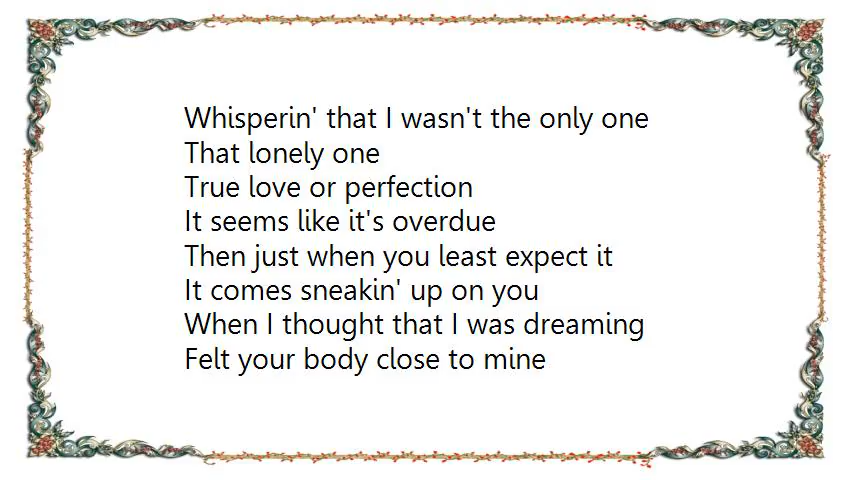 Whisperin' that I wasn't the only one
That lonely one
True love or perfection
It seems like it's overdue
Then just when you least expect it
It comes sneakin' up on you
When I thought that I was dreaming
Felt your body close to mine